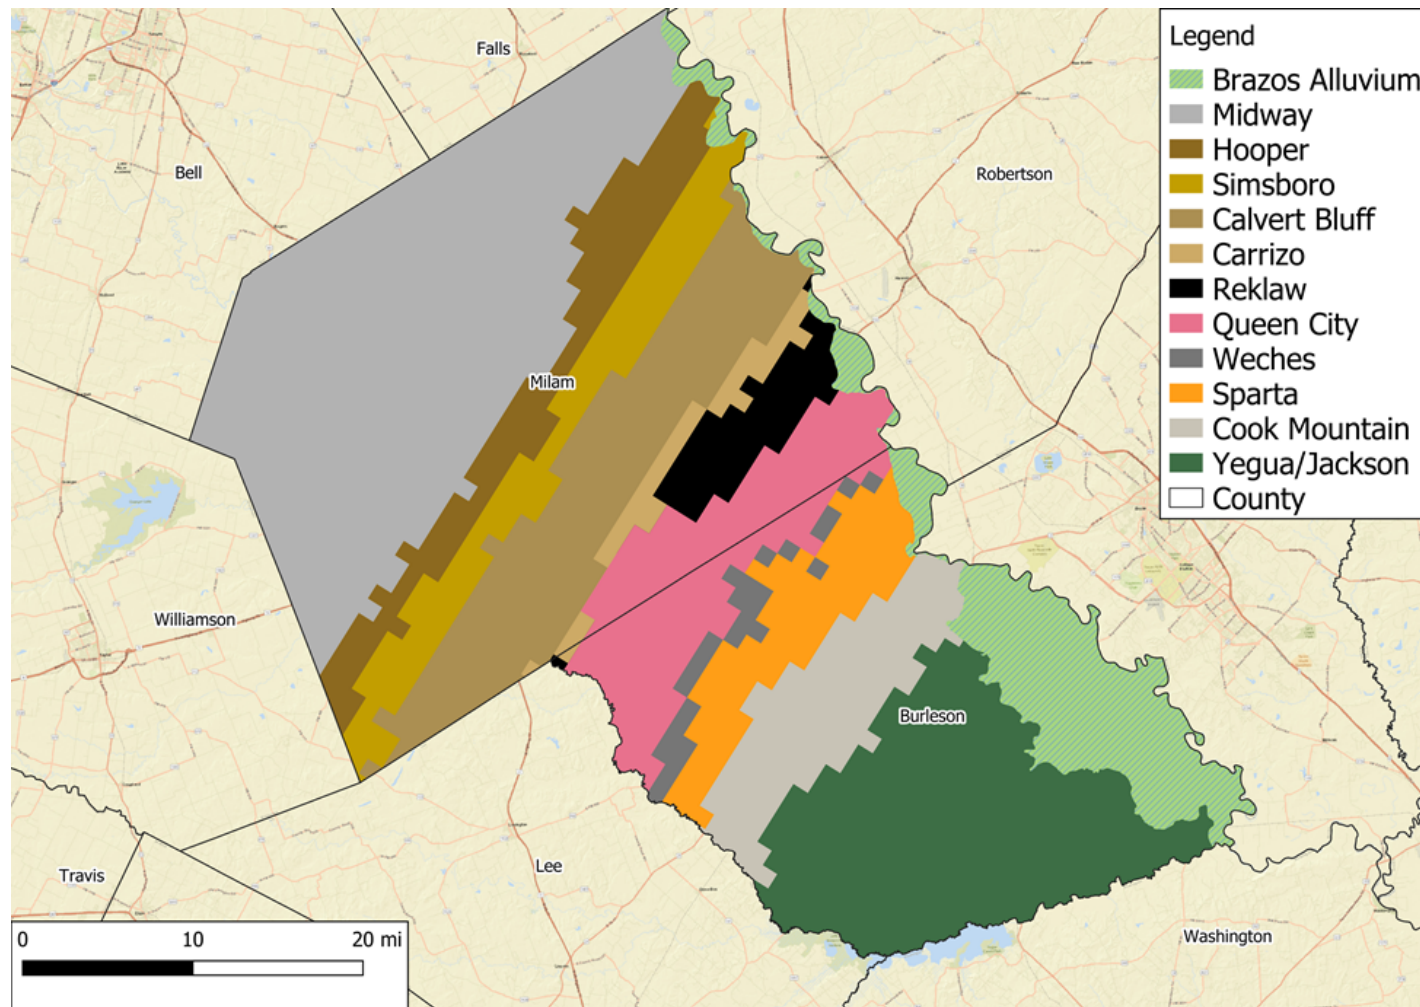 Legend
Brazos Alluvium
Midway
Hooper
Simsboro
Calvert Bluff
Carrizo
Reklaw
Queen City
Weches
Sparta
Cook Mountain
Yegua/Jackson
County
Falls
Bell
Robertson
Milam
Williamson
Burleson
Lee
Travis
Washington
0 10 20 mi